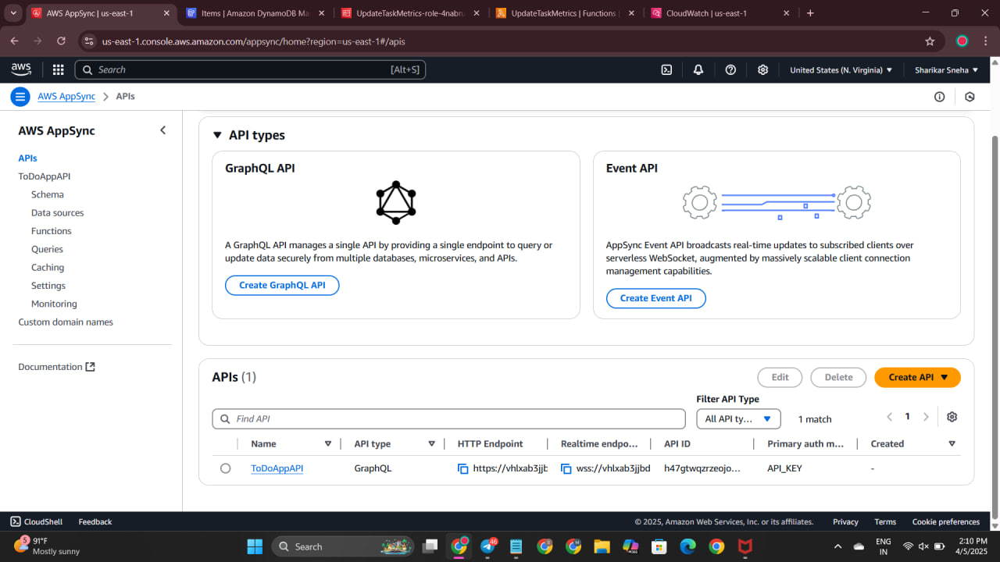 AWS AppSync | us-east-1
Items | Amazon DynamoDB Ma
UpdateTaskMetrics-role-4nabru
UpdateTaskMetrics | Functions |
CloudWatch | us-east-1
us-east-1.console.aws.amazon.com/appsync/home?region=us-east-1#/apis
aws
Search
[Alt+S]
United States (N. Virginia)
Sharikar Sneha
AWS AppSync
APIs
AWS AppSync
APIs
ToDoAppAPI
Schema
Data sources
Functions
Queries
Caching
Settings
Monitoring
Custom domain names
Documentation
API types
GraphQL API
A GraphQL API manages a single API by providing a single endpoint to query or
update data securely from multiple databases, microservices, and APIs.
Create GraphQL API
Event API
AppSync Event API broadcasts real-time updates to subscribed clients over
serverless WebSocket, augmented by massively scalable client connection
management capabilities.
Create Event API
APIs (1)
Edit
Delete
Create API
Filter API Type
Find API
All API ty...
1 match
1
Name
API type
HTTP Endpoint
Realtime endpo...
API ID
Primary auth m...
Created
ToDoAppAPI
GraphQL
https://vhlxab3jjb
wss://vhlxab3jjbd
h47gtwqzrzeojo...
API_KEY
-
CloudShell
Feedback
© 2025, Amazon Web Services, Inc. or its affiliates.
Privacy
Terms
Cookie preferences
5
91°F
Mostly sunny
Search
46
ENG
IN
2:10 PM
4/5/2025